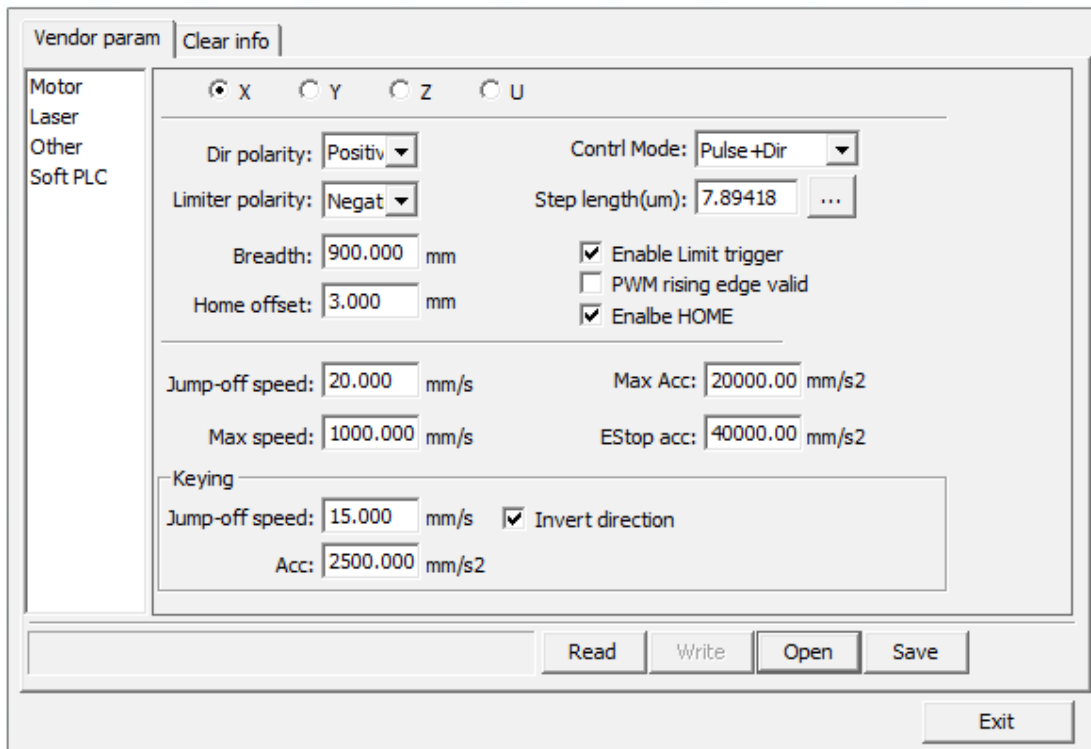 Vendor param Clear info
Motor
Laser
Other
Soft PLC
X Y Z U
Dir polarity: Positiv Contrl Mode: Pulse+Dir
Limiter polarity: Negat Step length(um): 7.89418 ...
Breadth: 900.000 mm Enable Limit trigger
PWM rising edge valid
Home offset: 3.000 mm Enalbe HOME
Jump-off speed: 20.000 mm/s Max Acc: 20000.00 mm/s2
Max speed: 1000.000 mm/s EStop acc: 40000.00 mm/s2
Keying
Jump-off speed: 15.000 mm/s Invert direction
Acc: 2500.000 mm/s2
Read Write Open Save
Exit